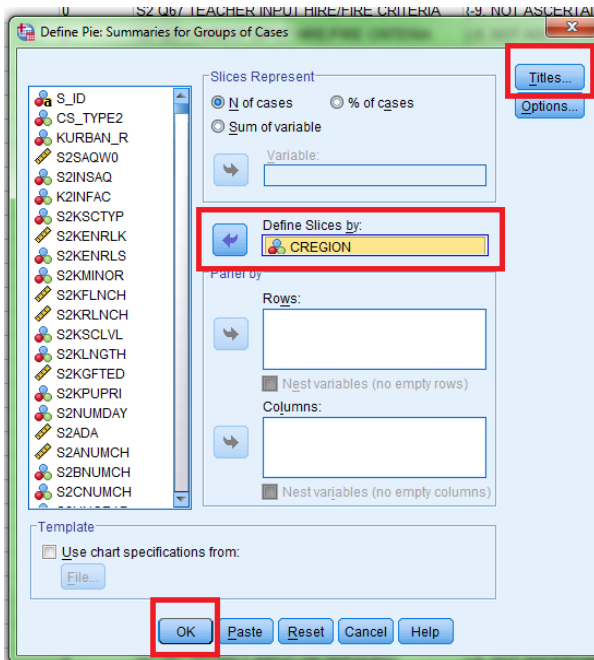 0 S2 Q67 TEACHER INPUT HIRE/FIRE CRITERIA {-9, NOT ASCERTAI
Define Pie: Summaries for Groups of Cases
S_ID
CS_TYPE2
KURBAN_R
S2SAQW0
S2INSAQ
K2INFAC
S2KSCTYP
S2KENRLK
S2KENRLS
S2KMINOR
S2KFLNCH
S2KRLNCH
S2KSCLVL
S2KLNGTH
S2KGFTED
S2KPUPRI
S2NUMDAY
S2ADA
S2ANUMCH
S2BNUMCH
S2CNUMCH
Slices Represent
N of cases % of cases
Sum of variable
Variable:
Define Slices by:
CREGION
Panel by
Rows:
Nest variables (no empty rows)
Columns:
Nest variables (no empty columns)
Titles...
Options...
Template
Use chart specifications from:
File...
OK Paste Reset Cancel Help